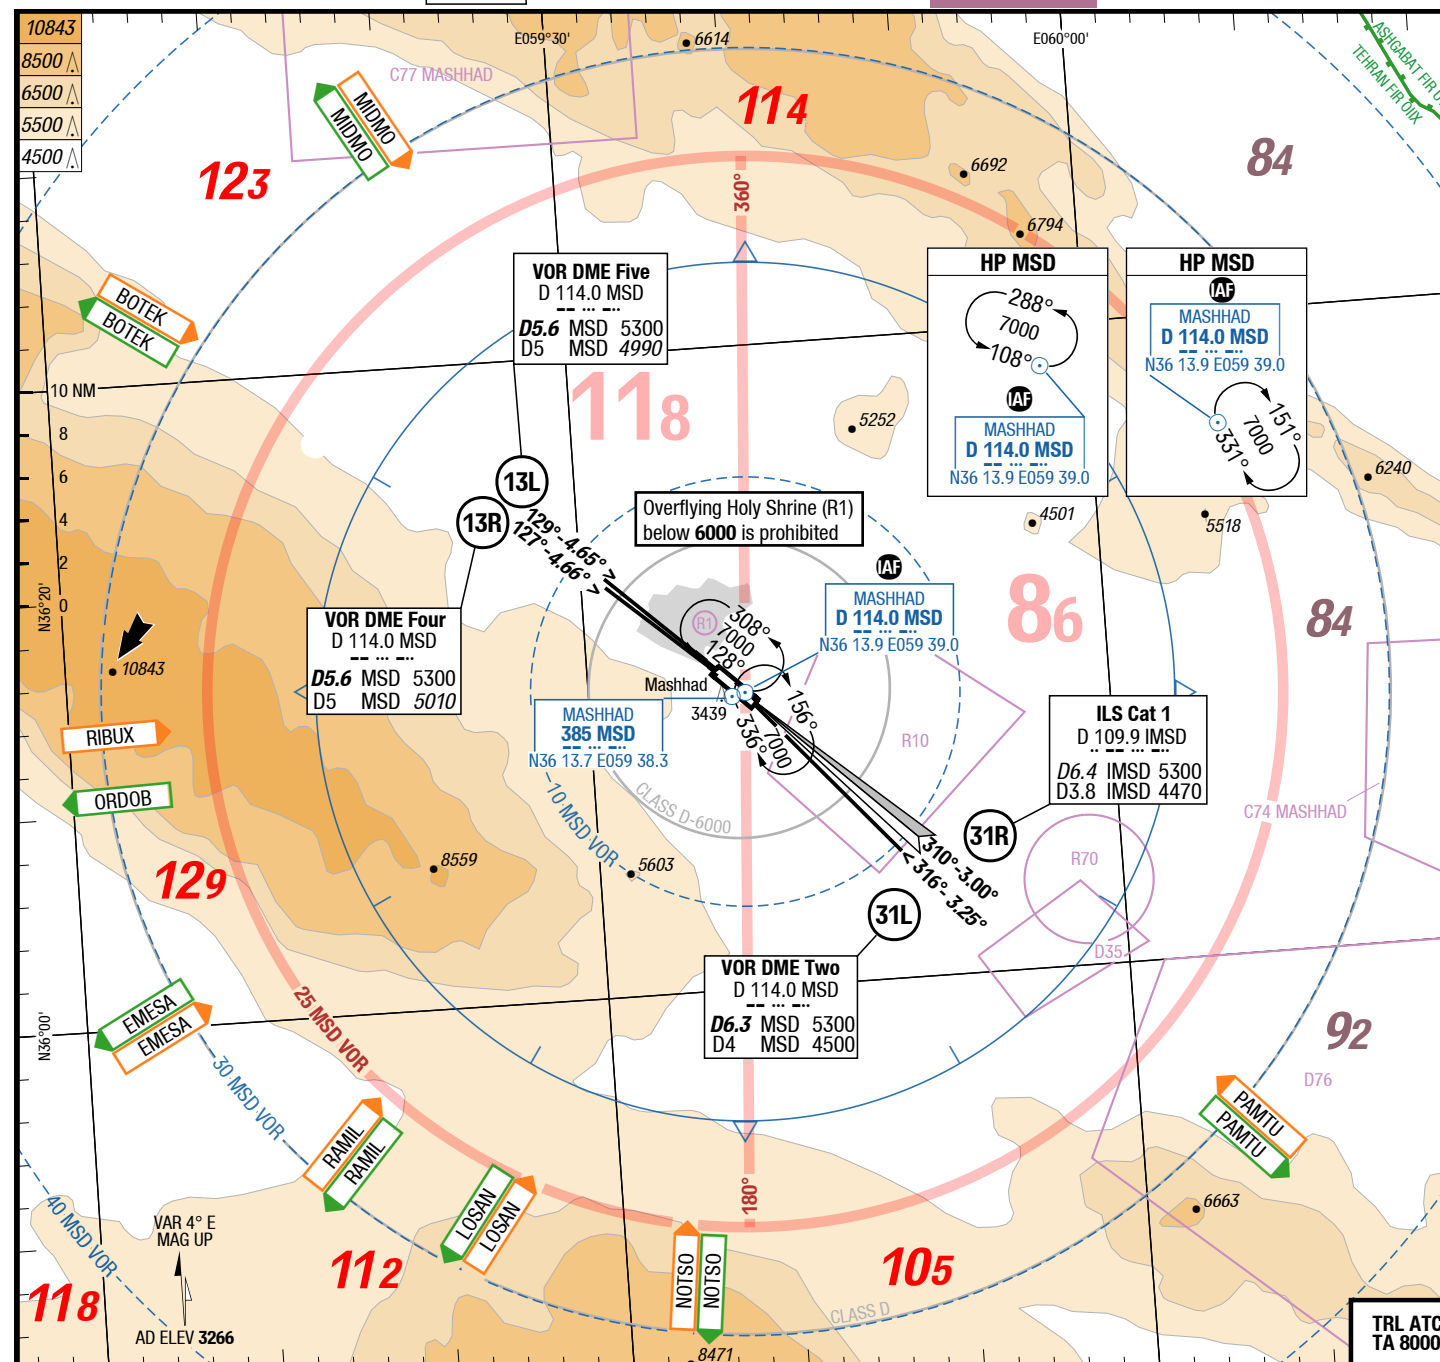 10843
8500
6500
5500
4500
E059°30'
E060°00'
6614
C77 MASHHAD
ASHGABAT FIR
TEHRAN FIR OIIX
MIDMO
MIDMO
114
123
84
6692
360°
6794
VOR DME Five
D 114.0 MSD
D5.6 MSD 5300
D5 MSD 4990
HP MSD
288°
7000
108°
IAF
MASHHAD
D 114.0 MSD
N36 13.9 E059 39.0
HP MSD
IAF
MASHHAD
D 114.0 MSD
N36 13.9 E059 39.0
151°
7000
331°
BOTEK
BOTEK
10 NM
8
6
4
2
0
118
5252
6240
13L
13R
129°-4.65° >
127°-4.66° >
Overflying Holy Shrine (R1)
below 6000 is prohibited
4501
5518
N36°20'
IAF
MASHHAD
D 114.0 MSD
N36 13.9 E059 39.0
86
84
VOR DME Four
D 114.0 MSD
D5.6 MSD 5300
D5 MSD 5010
R1
308°
7000
128°
10843
Mashhad
3439
156°
7000
336°
MASHHAD
385 MSD
N36 13.7 E059 38.3
R10
ILS Cat 1
D 109.9 IMSD
D6.4 IMSD 5300
D3.8 IMSD 4470
RIBUX
ORDOB
CLASS D-6000
10 MSD VOR
C74 MASHHAD
31R
310°-3.00°
< 316°-3.25°
R70
8559
5603
129
31L
D35
VOR DME Two
D 114.0 MSD
D6.3 MSD 5300
D4 MSD 4500
EMESA
EMESA
25 MSD VOR
N36°00'
92
D76
30 MSD VOR
RAMIL
RAMIL
PAMTU
PAMTU
180°
LOSAN
LOSAN
6663
40 MSD VOR
VAR 4° E
MAG UP
NOTSO
NOTSO
112
105
118
AD ELEV 3266
CLASS D
8471
TRL ATC
TA 8000